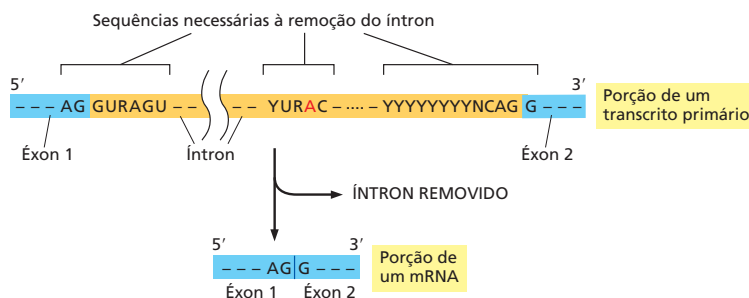 Sequências necessárias à remoção do íntron
5′ 3′
– – – AG GURAGU – – – – YURAC – ···· – YYYYYYYYNCAG G – – –
Porção de um
transcrito primário
Éxon 1 Íntron Éxon 2
ÍNTRON REMOVIDO
5′ 3′
– – – AG G – – –
Porção de
um mRNA
Éxon 1 Éxon 2